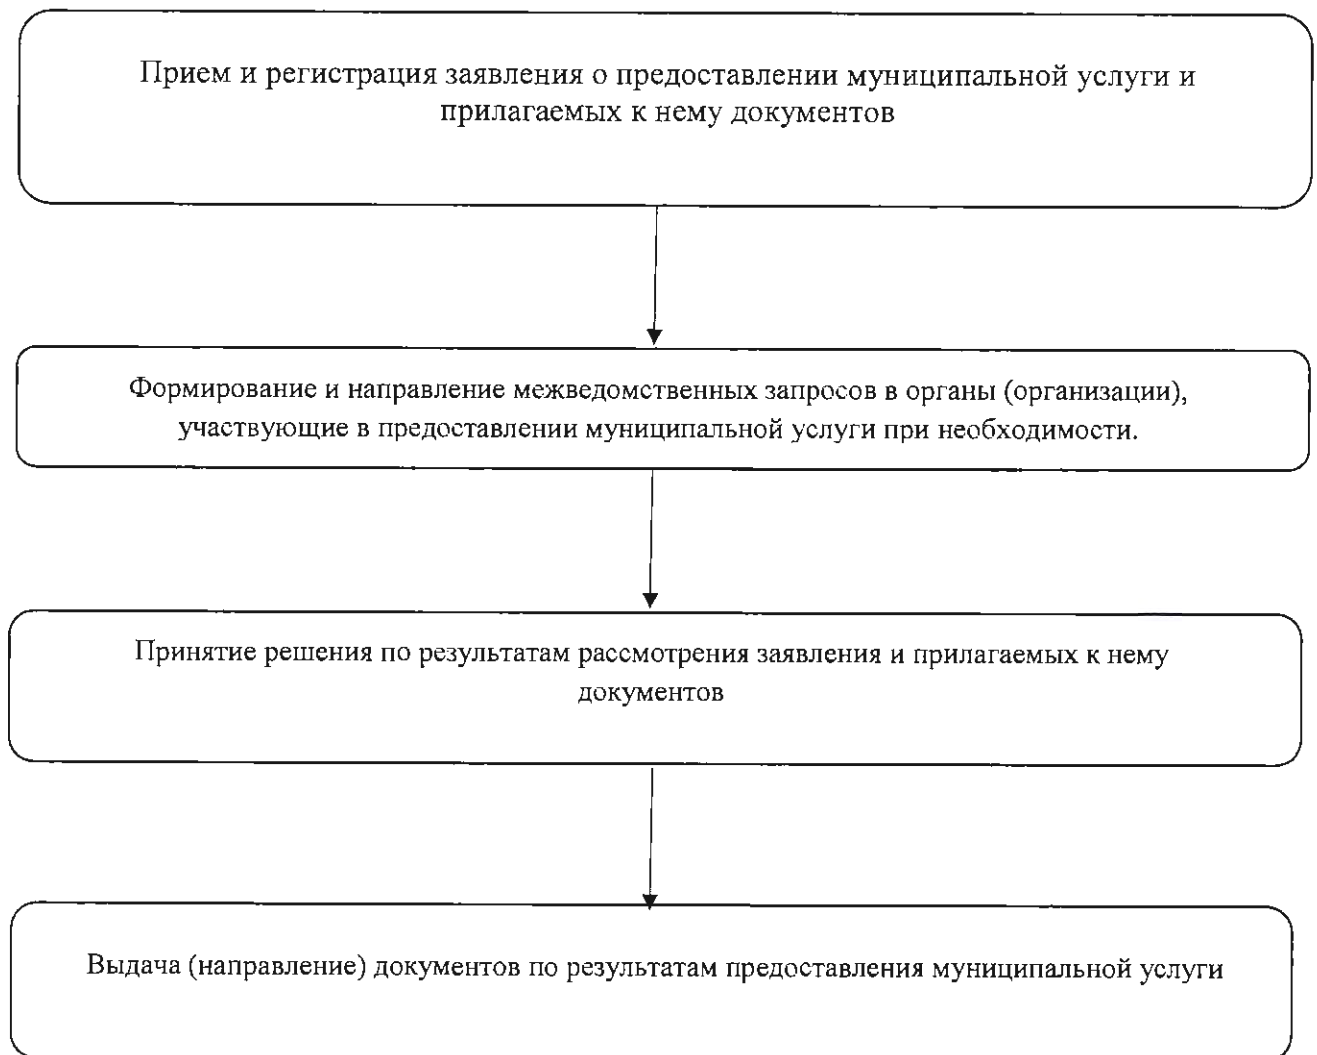 Прием и регистрация заявления о предоставлении муниципальной услуги и
прилагаемых к нему документов
Формирование и направление межведомственных запросов в органы (организации),
участвующие в предоставлении муниципальной услуги при необходимости.
Принятие решения по результатам рассмотрения заявления и прилагаемых к нему
документов
Выдача (направление) документов по результатам предоставления муниципальной услуги